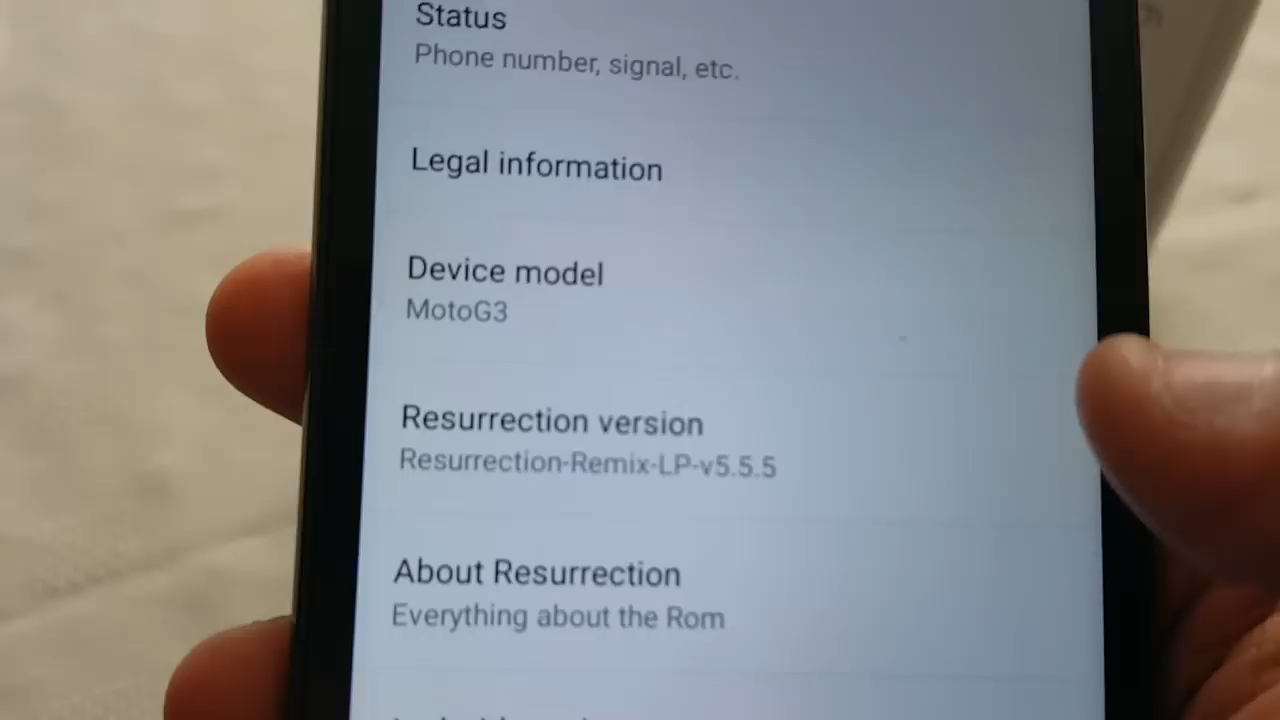 Status
Phone number, signal, etc.
Legal information
Device model
MotoG3
Resurrection version
Resurrection-Remix-LP-v5.5.5
About Resurrection
Everything about the Rom